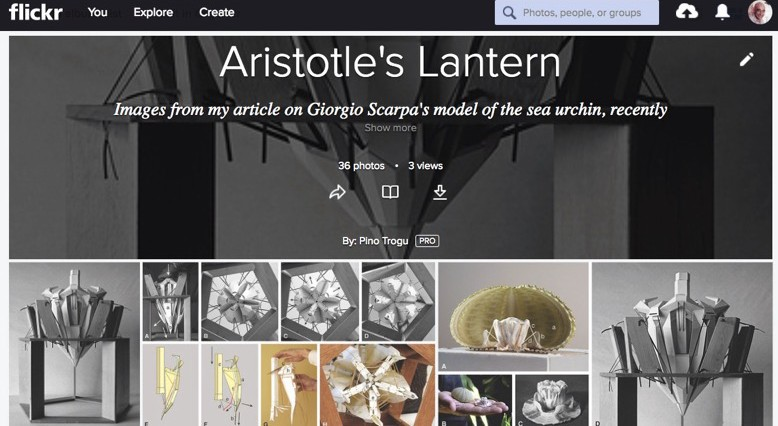 flickr You Explore Create Photos, people, or groups
Aristotle's Lantern
Images from my article on Giorgio Scarpa's model of the sea urchin, recently
Show more
36 photos • 3 views
By: Pino Trogu PRO
A B C D
c
a
b
A
E F G H
B C D